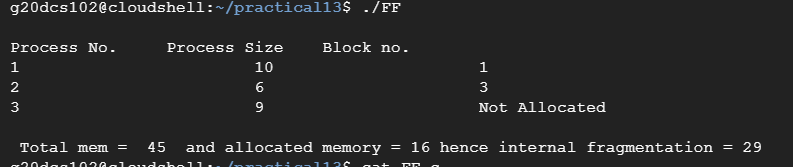 g20dcs102@cloudshell:~/practical13$ ./FF
Process No. Process Size Block no.
1 10 1
2 6 3
3 9 Not Allocated
Total mem = 45 and allocated memory = 16 hence internal fragmentation = 29
g20dcs102@cloudshell:~/practical13$ cat FF.c